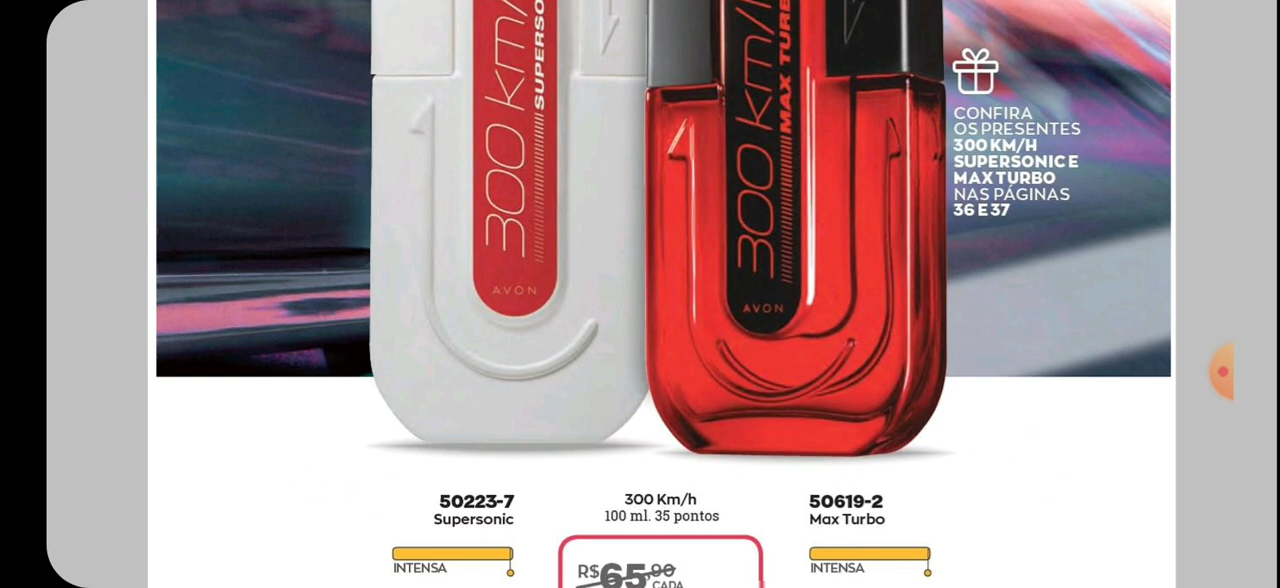 300 km/
SUPERSO
AVON
300 km/
MAX TURB
AVON
CONFIRA
OS PRESENTES
300 KM/H
SUPERSONIC E
MAX TURBO
NAS PÁGINAS
36 E 37
50223-7
Supersonic
INTENSA
300 Km/h
100 ml. 35 pontos
R$65,90
CADA
50619-2
Max Turbo
INTENSA